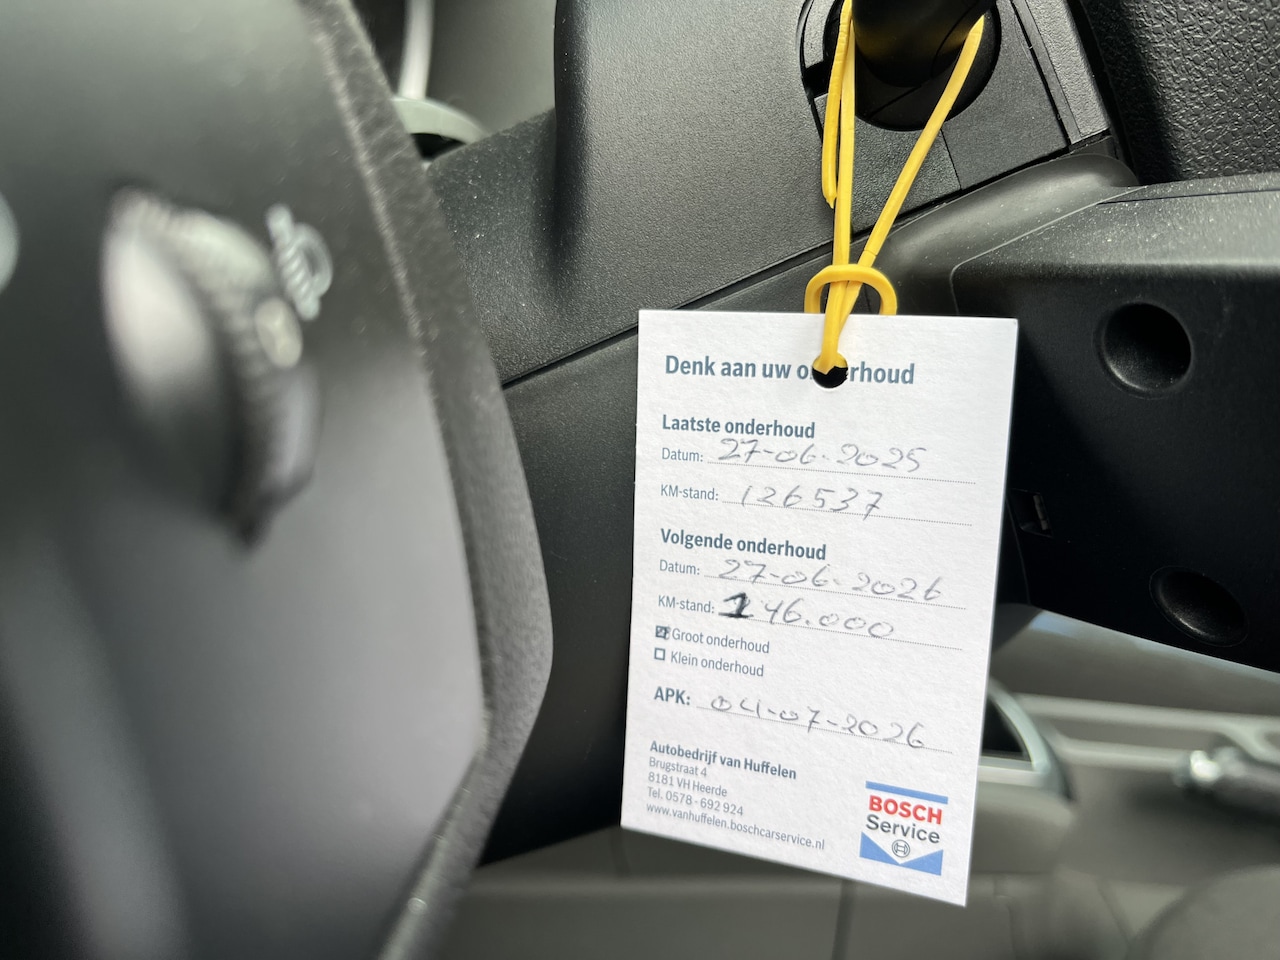 Denk aan uw onderhoud
Laatste onderhoud
Datum: 27-06-2025
KM-stand: 126537
Volgende onderhoud
Datum: 27-06-2026
KM-stand: 146.000
Groot onderhoud
Klein onderhoud
APK: 04-07-2026
Autobedrijf van Huffelen
Brugstraat 4
8181 VH Heerde
Tel. 0578 - 692 924
www.vanhuffelen.boschcarservice.nl
BOSCH
Service